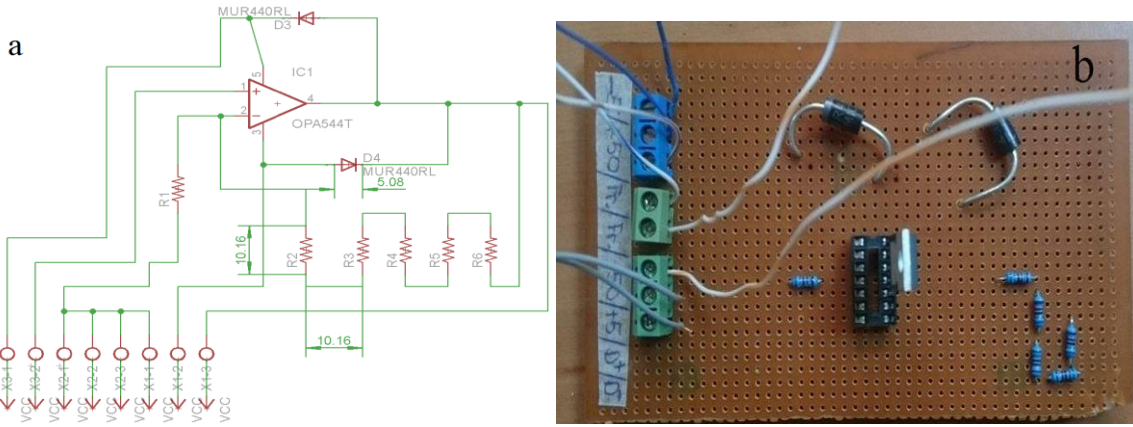 a
MUR440RL
D3
5
IC1
1
4
2
OPA544T
3
D4
MUR440RL
5.08
R1
10.16
R2
R3
R4
R5
R6
10.16
X3-1
X3-2
X2-1
X2-2
X2-3
X1-1
X1-2
X1-3
VCC
VCC
VCC
VCC
VCC
VCC
VCC
VCC
b